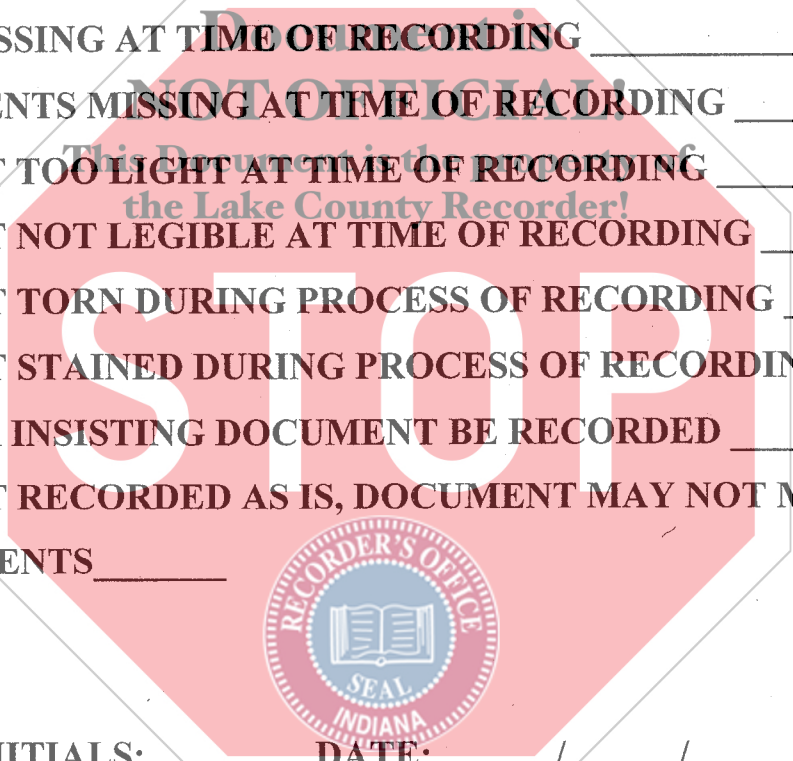 Document is
SSING AT TIME OF RECORDING
NOT OFFICIAL!
ENTS MISSING AT TIME OF RECORDING
This Document is the property of
T TOO LIGHT AT TIME OF RECORDING
the Lake County Recorder!
T NOT LEGIBLE AT TIME OF RECORDING
T TORN DURING PROCESS OF RECORDING
STOP
T STAINED DURING PROCESS OF RECORDIN
INSISTING DOCUMENT BE RECORDED
T RECORDED AS IS, DOCUMENT MAY NOT M
ENTS
RECORDER'S OFFICE
SEAL
INDIANA
NITIALS: DATE: / /